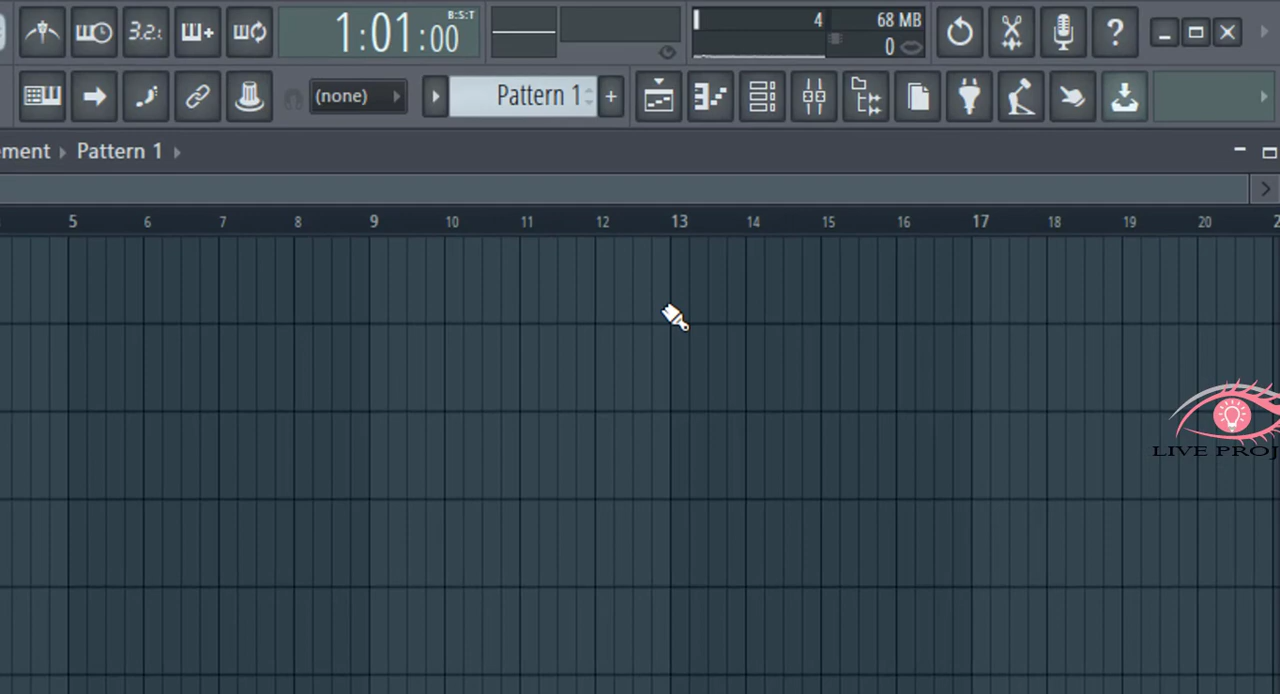 3.2.ı
1:01:00
B:S:T
4
68 MB
0
?
(none)
Pattern 1
+
ement
Pattern 1
5 6 7 8 9 10 11 12 13 14 15 16 17 18 19 20 2
LIVE PROJ